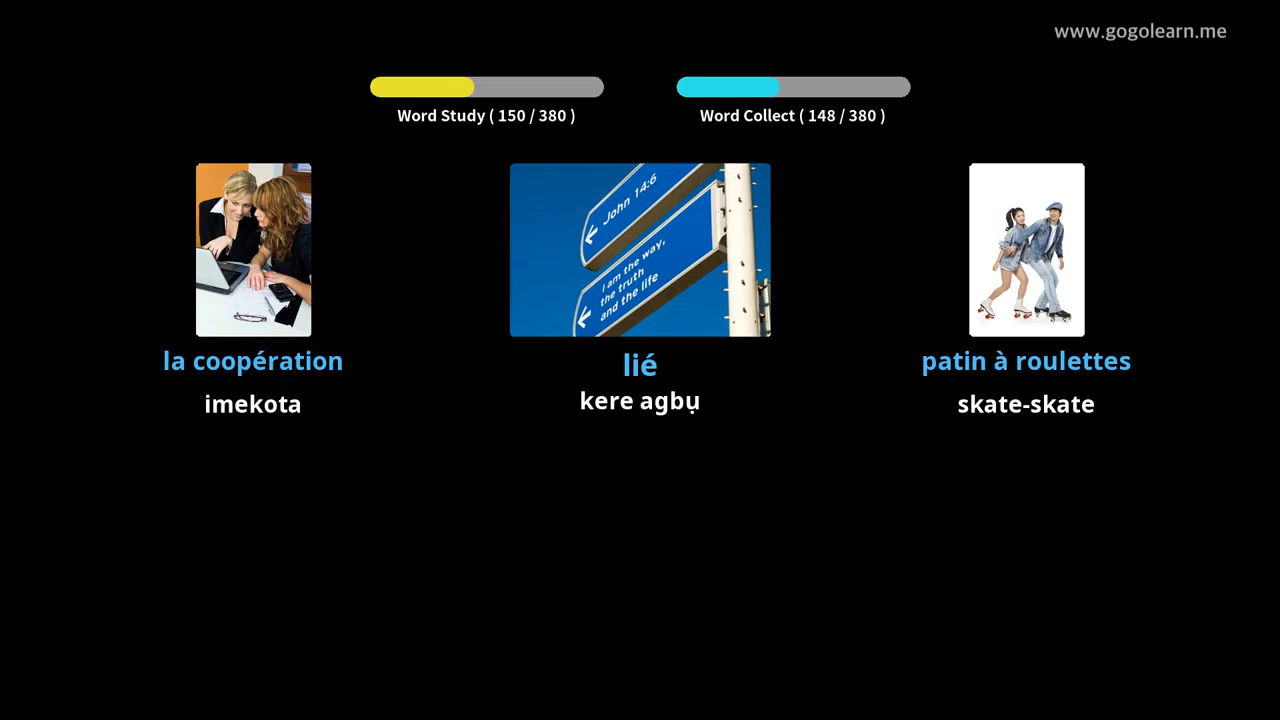 www.gogolearn.me
Word Study ( 150 / 380 )
Word Collect ( 148 / 380 )
John 14:6
I am the way,
the truth
and the life
la coopération
lié
patin à roulettes
imekota
kere agbụ
skate-skate